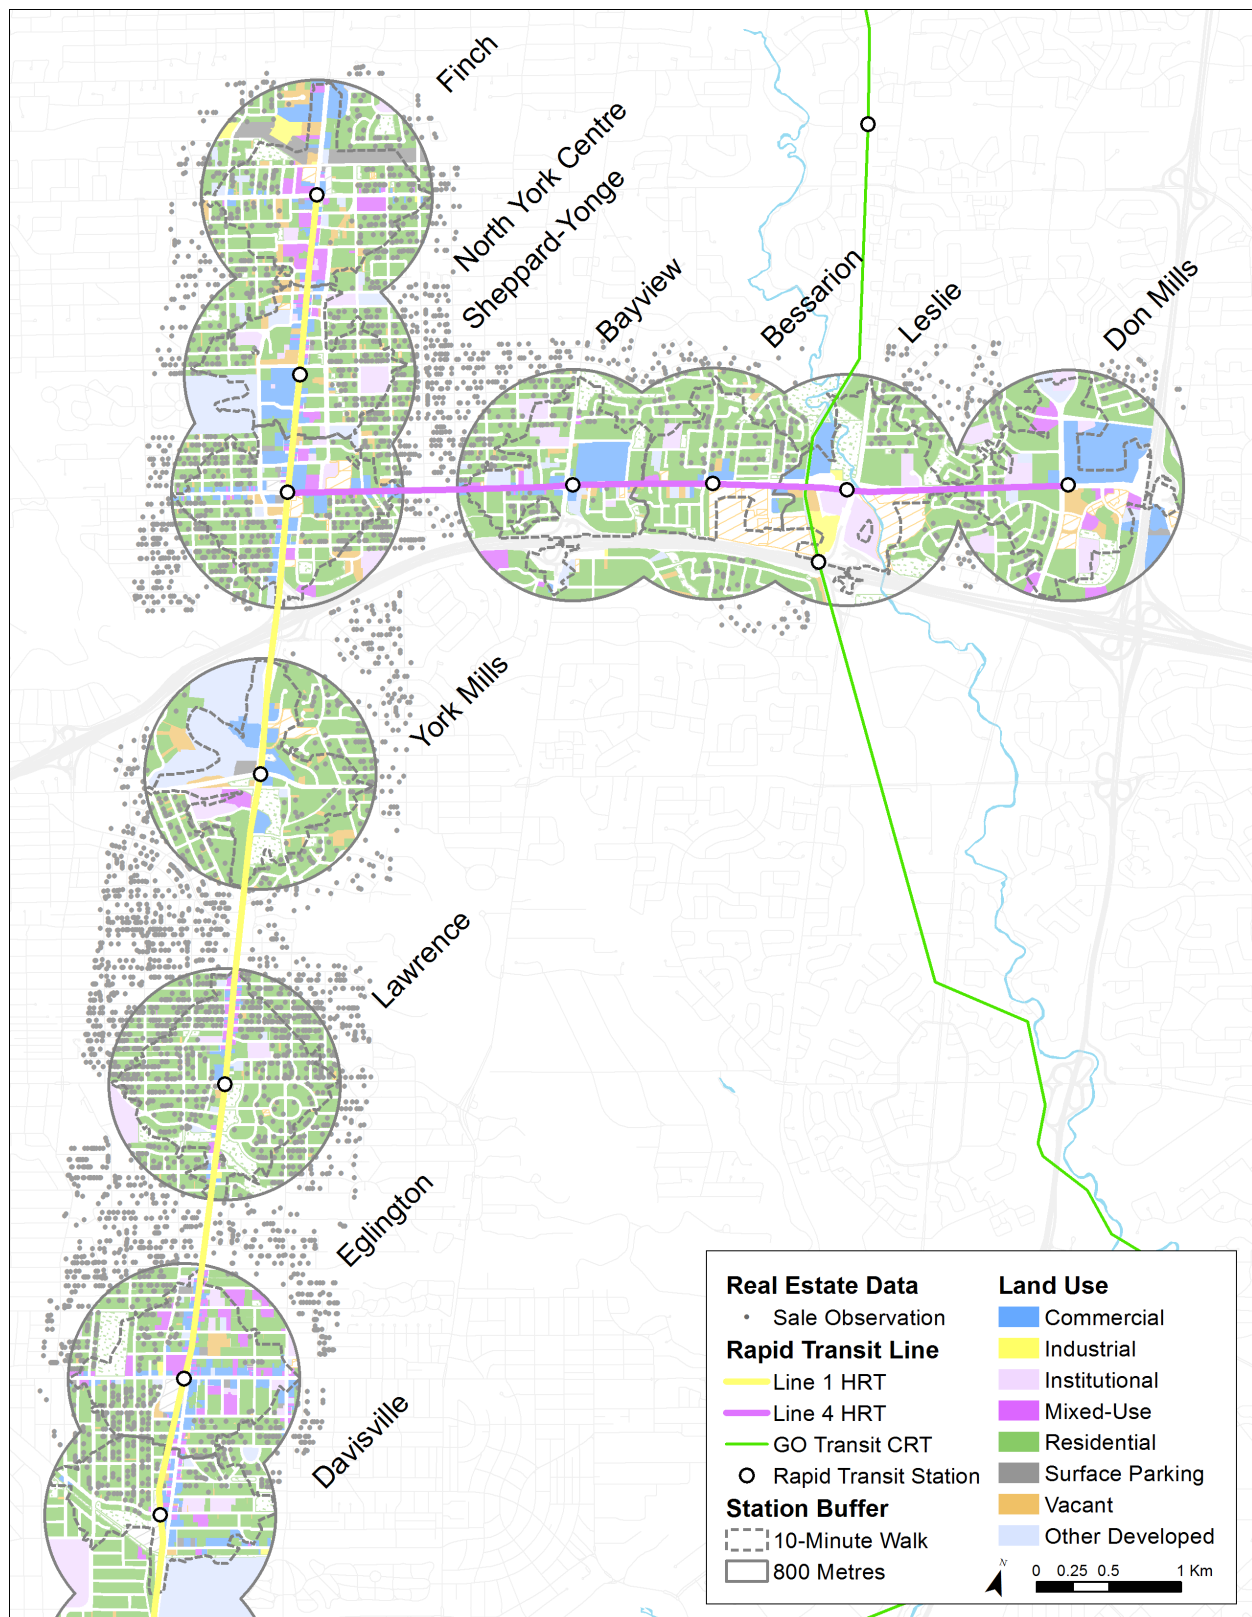 Finch
North York Centre
Sheppard-Yonge
Bayview
Bessarion
Leslie
Don Mills
York Mills
Lawrence
Eglington
Davisville
Real Estate Data
Sale Observation
Rapid Transit Line
Line 1 HRT
Line 4 HRT
GO Transit CRT
Rapid Transit Station
Station Buffer
10-Minute Walk
800 Metres
Land Use
Commercial
Industrial
Institutional
Mixed-Use
Residential
Surface Parking
Vacant
Other Developed
N
0 0.25 0.5 1 Km